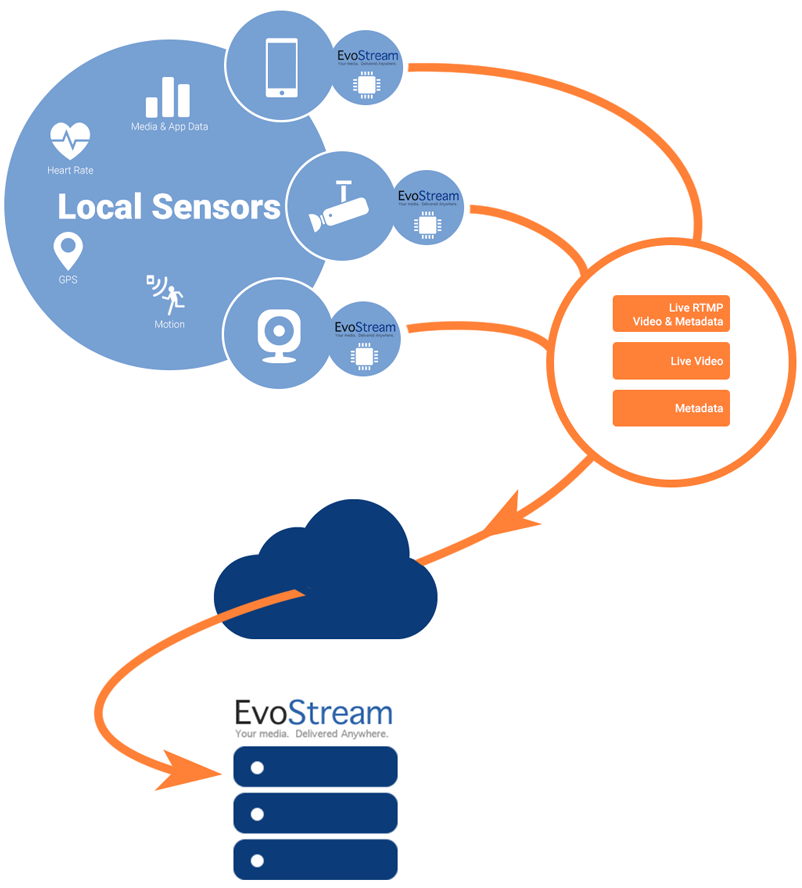 EvoStream
Your media. Delivered Anywhere.
Media & App Data
Heart Rate
Local Sensors
EvoStream
Your media. Delivered Anywhere.
GPS
Motion
EvoStream
Your media. Delivered Anywhere.
Live RTMP
Video & Metadata
Live Video
Metadata
EvoStream
Your media. Delivered Anywhere.